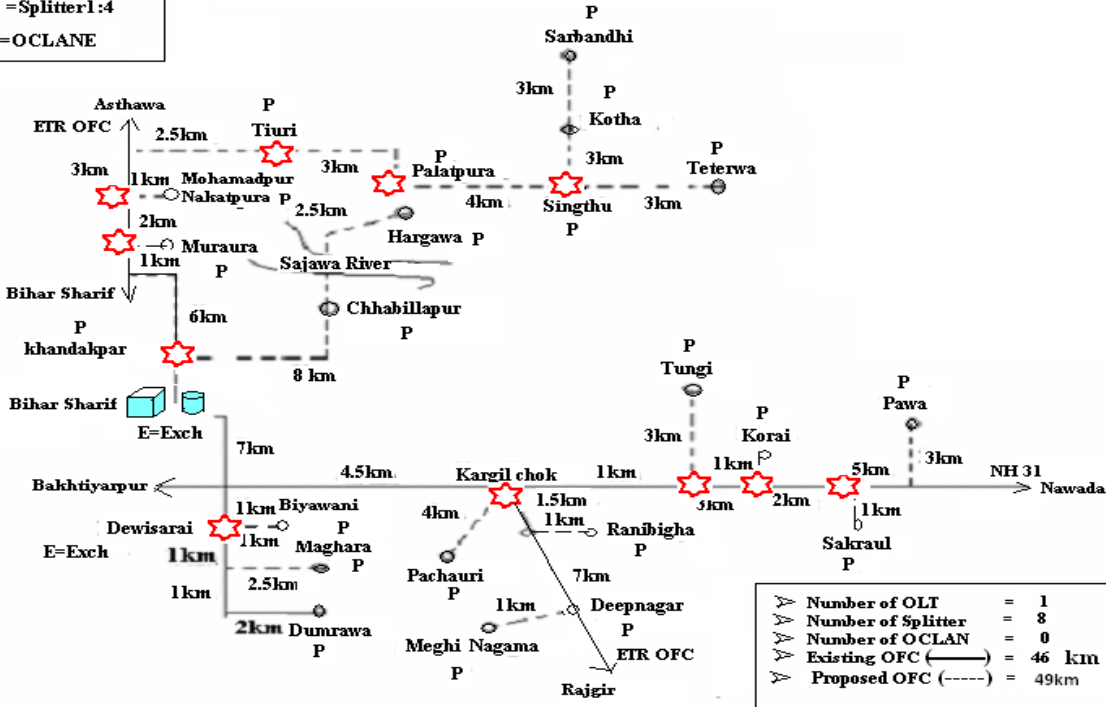 =Splitter1:4
=OCLANE
P
Sarbandhi
3km
P
Kotha
Asthawa
ETR OFC
P
2.5km
Tiuri
3km
P
Palatpura
3km
P
Teterwa
3km
1km
Mohamadpur
Nakatpura P
4km
Singthu
P
3km
2.5km
2km
Hargawa P
Muraura
P
1km
Sajawa River
Bihar Sharif
6km
Chhabillapur
P
P
khandakpar
8 km
Bihar Sharif
E=Exch
P
Tungi
P
Pawa
7km
3km
P
Korai
3km
4.5km
Kargil chok
1km
1km
5km
NH 31
Bakhtiyarpur
Nawada
1.5km
3km
2km
1km
Dewisarai
1km
Biyawani
P
4km
1km
Ranibigha
P
Sakraul
P
E=Exch
1km
1km
Maghara
P
Pachauri
P
7km
1km
2.5km
1km
Deepnagar
P
2km
Dumrawa
P
Meghi Nagama
P
ETR OFC
Rajgir
➢ Number of OLT = 1
➢ Number of Splitter = 8
➢ Number of OCLAN = 0
➢ Existing OFC (———) = 46 km
➢ Proposed OFC (-----) = 49km